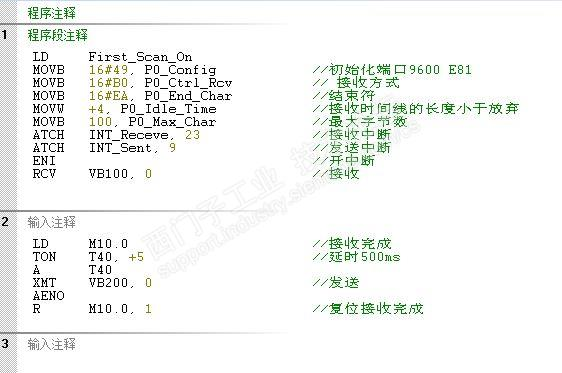 程序注释
1 程序段注释
LD First_Scan_On
MOVB 16#49, P0_Config //初始化端口9600 E81
MOVB 16#B0, P0_Ctrl_Rcv // 接收方式
MOVB 16#EA, P0_End_Char //结束符
MOVW +4, P0_Idle_Time //接收时间线的长度小于放弃
MOVB 100, P0_Max_Char //最大字节数
ATCH INT_Receve, 23 //接收中断
ATCH INT_Sent, 9 //发送中断
ENI //开中断
RCV VB100, 0 //接收
2 输入注释
LD M10.0 //接收完成
TON T40, +5 //延时500ms
A T40
XMT VB200, 0 //发送
AENO
R M10.0, 1 //复位接收完成
3 输入注释
西门子工业